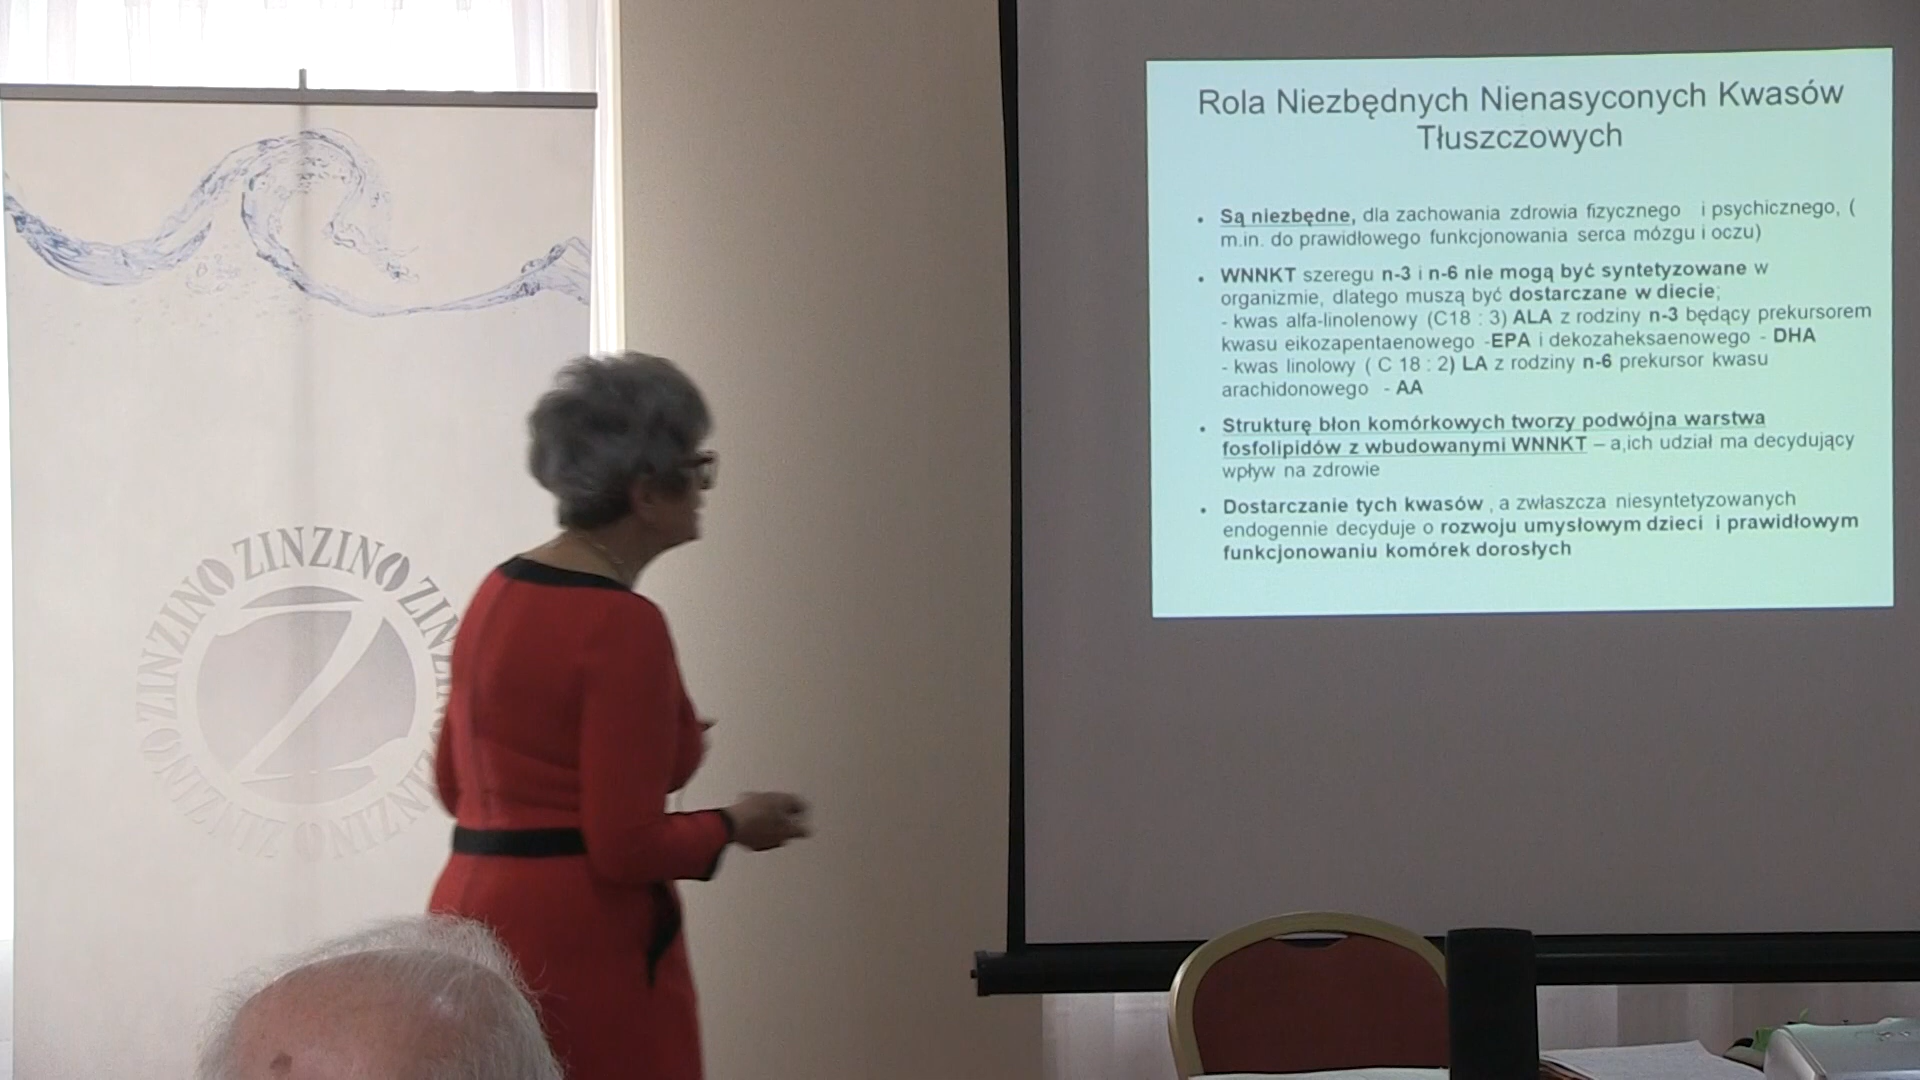 Rola Niezbędnych Nienasyconych Kwasów
Tłuszczowych
• Są niezbędne, dla zachowania zdrowia fizycznego i psychicznego, (
m.in. do prawidłowego funkcjonowania serca mózgu i oczu)
• WNNKT szeregu n-3 i n-6 nie mogą być syntetyzowane w
organizmie, dlatego muszą być dostarczane w diecie;
- kwas alfa-linolenowy (C18 : 3) ALA z rodziny n-3 będący prekursorem
kwasu eikozapentaenowego -EPA i dekozaheksaenowego - DHA
- kwas linolowy ( C 18 : 2) LA z rodziny n-6 prekursor kwasu
arachidonowego - AA
• Strukturę błon komórkowych tworzy podwójna warstwa
fosfolipidów z wbudowanymi WNNKT – a,ich udział ma decydujący
wpływ na zdrowie
• Dostarczanie tych kwasów , a zwłaszcza niesyntetyzowanych
endogennie decyduje o rozwoju umysłowym dzieci i prawidłowym
funkcjonowaniu komórek dorosłych
ZINZINO ZINZINO ZINZINO ZINZINO ZINZINO
Z